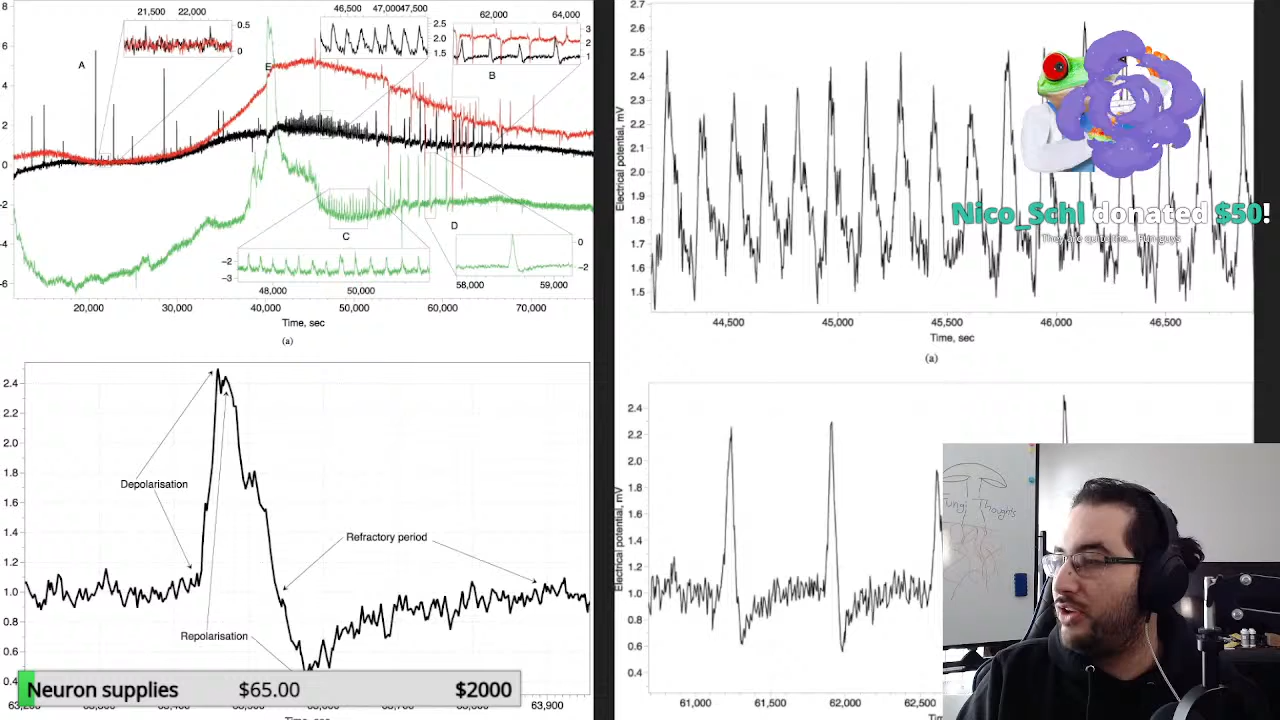 8
6
4
2
0
-2
-4
-6
21,500 22,000
0.5
0
A
E
46,500 47,000 47,500
2.5
2.0
1.5
62,000 64,000
3
2
1
B
C
D
-2
-3
48,000 50,000
0
-2
58,000 59,000
20,000 30,000 40,000 50,000 60,000 70,000
Time, sec
(a)
2.7
2.6
2.5
2.4
2.3
2.2
2.1
2.0
1.9
1.8
1.7
1.6
1.5
Electrical potential, mV
44,500 45,000 45,500 46,000 46,500
Time, sec
(a)
Nico_Schl donated $50!
2.4
2.2
2.0
1.8
1.6
1.4
1.2
1.0
0.8
0.6
0.4
Depolarisation
Refractory period
Repolarisation
63,900
2.4
2.2
1.8
1.4
1.2
1.0
0.8
0.6
0.4
Electrical potential, mV
61,000 61,500 62,000 62,500
Fungi Thoughts
Neuron supplies $65.00 $2000